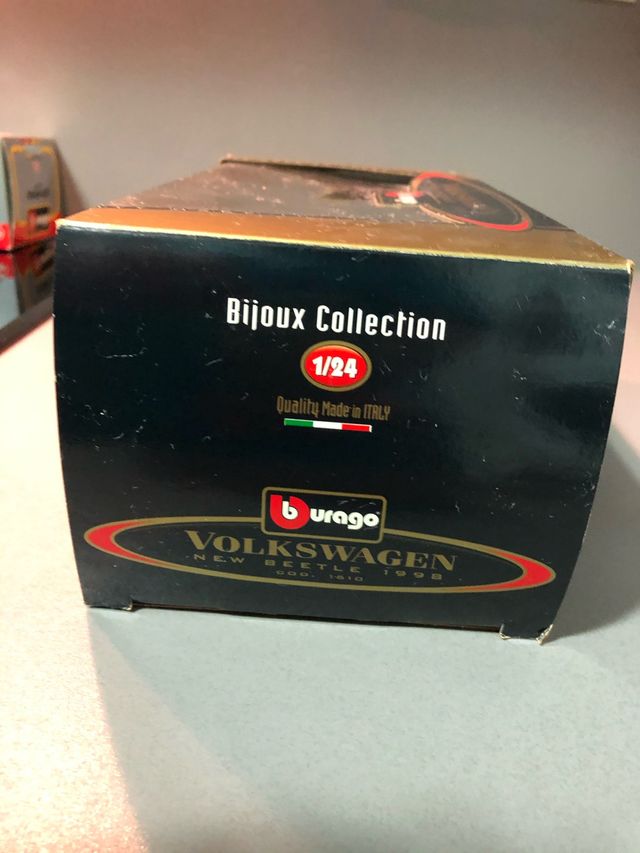 Bijoux Collection
1/24
Quality Made in ITALY
burago
VOLKSWAGEN
NEW BEETLE 1998
COD. 1610